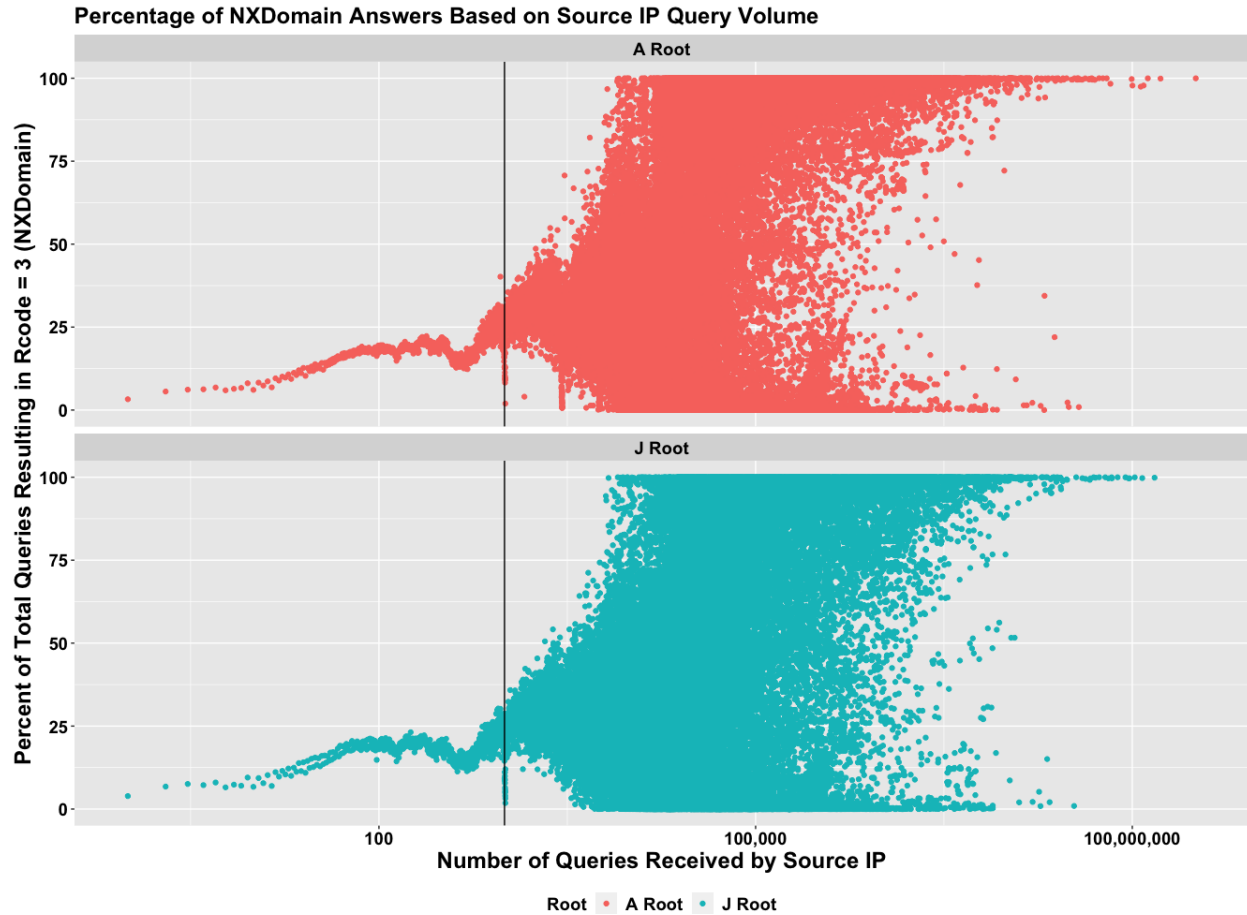 Percentage of NXDomain Answers Based on Source IP Query Volume
A Root
100
75
50
25
0
J Root
100
75
50
25
0
Percent of Total Queries Resulting in Rcode = 3 (NXDomain)
100
100,000
100,000,000
Number of Queries Received by Source IP
Root A Root J Root